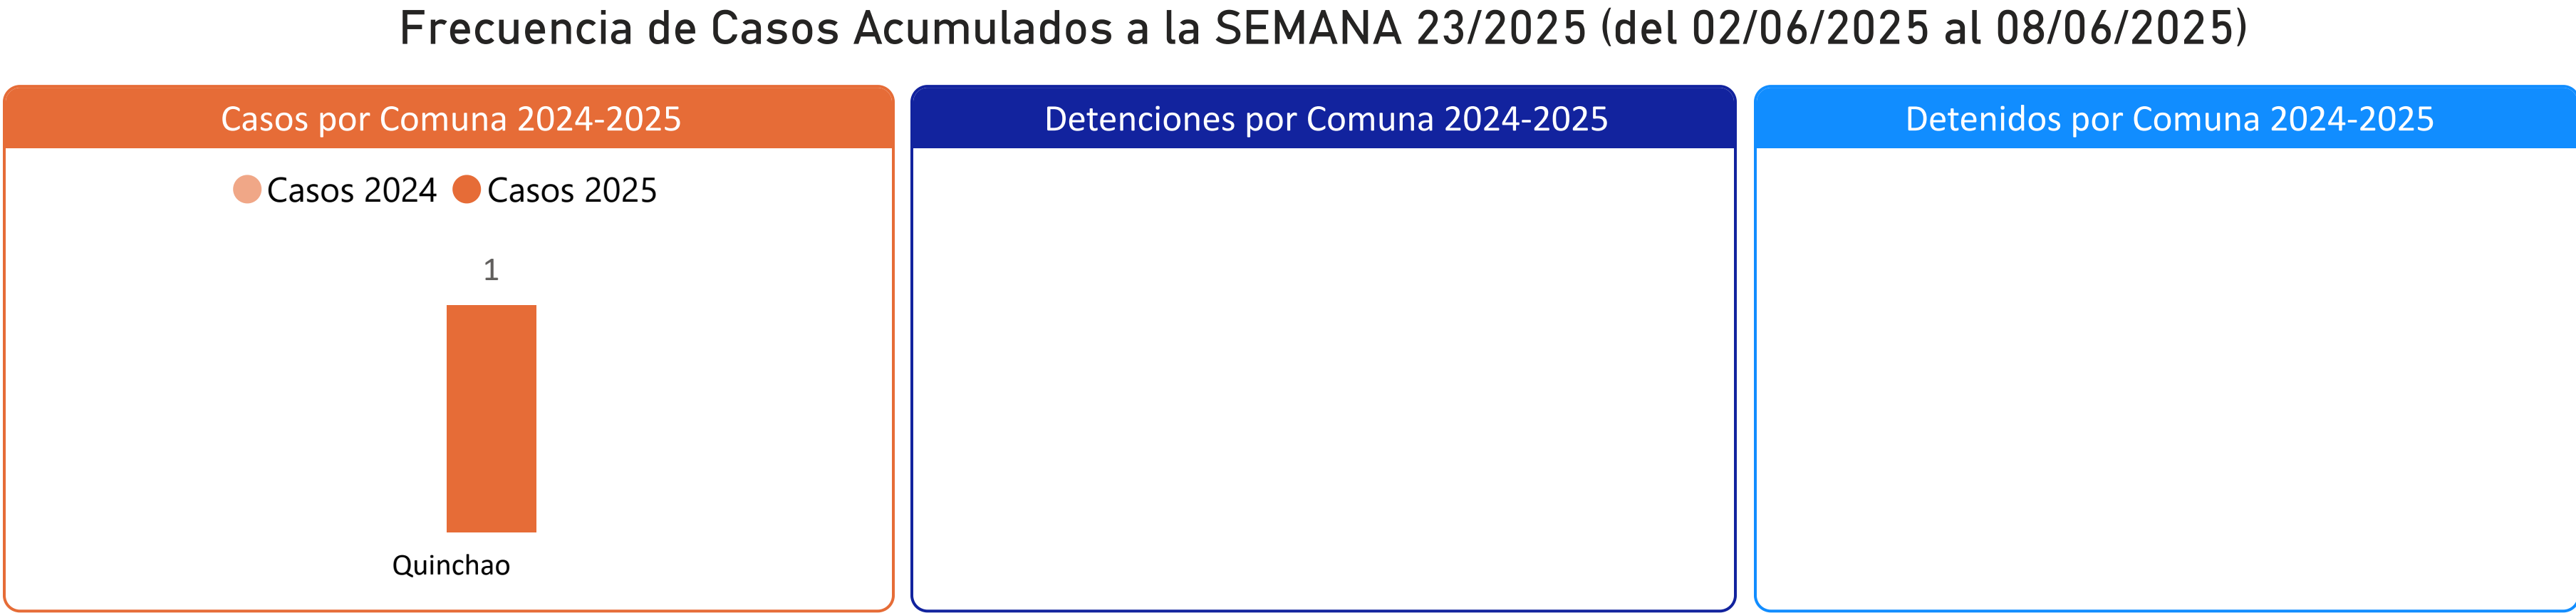 Frecuencia de Casos Acumulados a la SEMANA 23/2025 (del 02/06/2025 al 08/06/2025)
Casos por Comuna 2024-2025
Casos 2024 Casos 2025
1
Quinchao
Detenciones por Comuna 2024-2025
Detenidos por Comuna 2024-2025